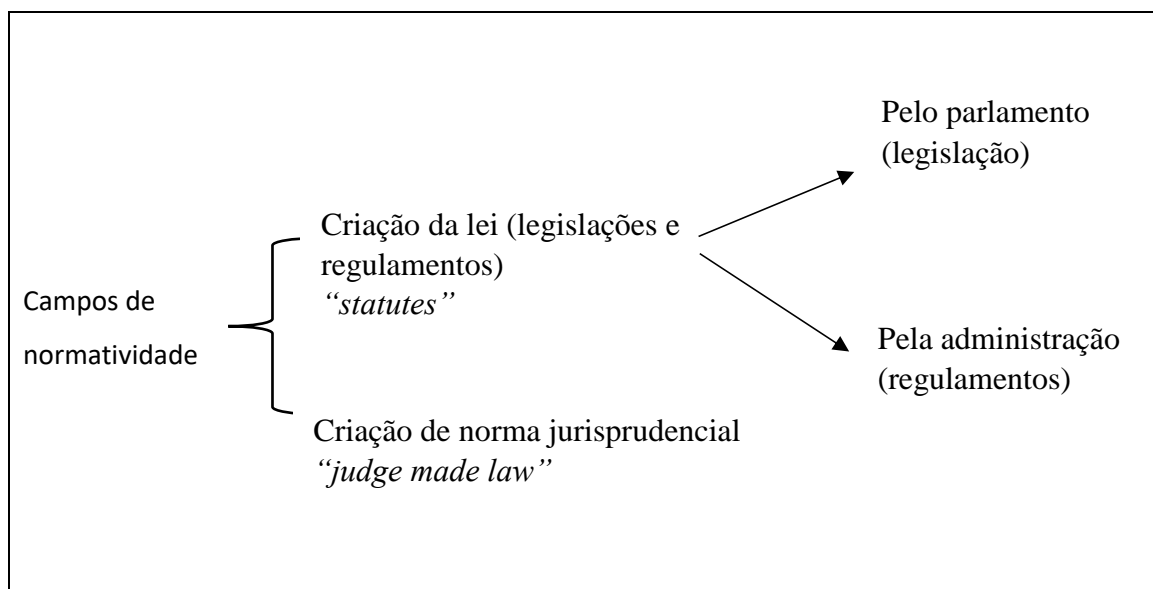 Campos de
normatividade
Criação da lei (legislações e
regulamentos)
“statutes”
Criação de norma jurisprudencial
“judge made law”
Pelo parlamento
(legislação)
Pela administração
(regulamentos)